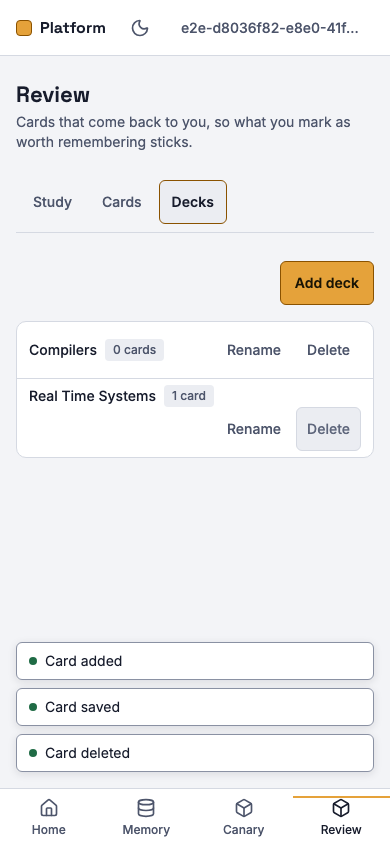 Platform
e2e-d8036f82-e8e0-41f...
Review
Cards that come back to you, so what you mark as
worth remembering sticks.
Study Cards Decks
Add deck
Compilers 0 cards Rename Delete
Real Time Systems 1 card
Rename Delete
Card added
Card saved
Card deleted
Home Memory Canary Review